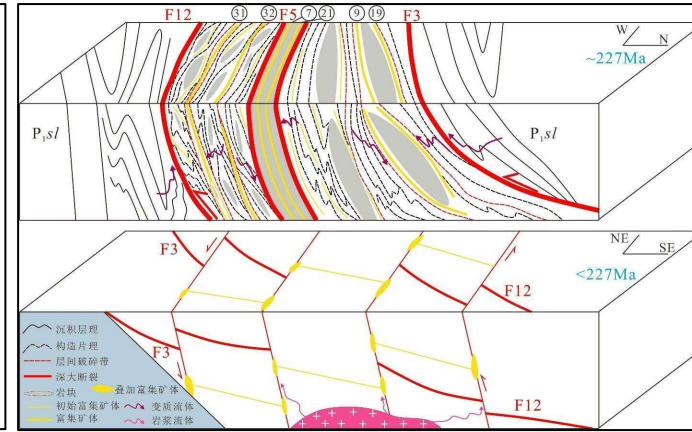 F12 ㉛ ㉜ F5 ⑦ ㉑ ⑨ ⑲ F3
W
N
~227Ma
P₁sl P₁sl
NE
SE
F3
<227Ma
F12
F3
沉积层理
构造片理
层间破碎带
深大断裂
岩块 叠加富集矿体
初始富集矿体 变质流体
富集矿体 岩浆流体
F12